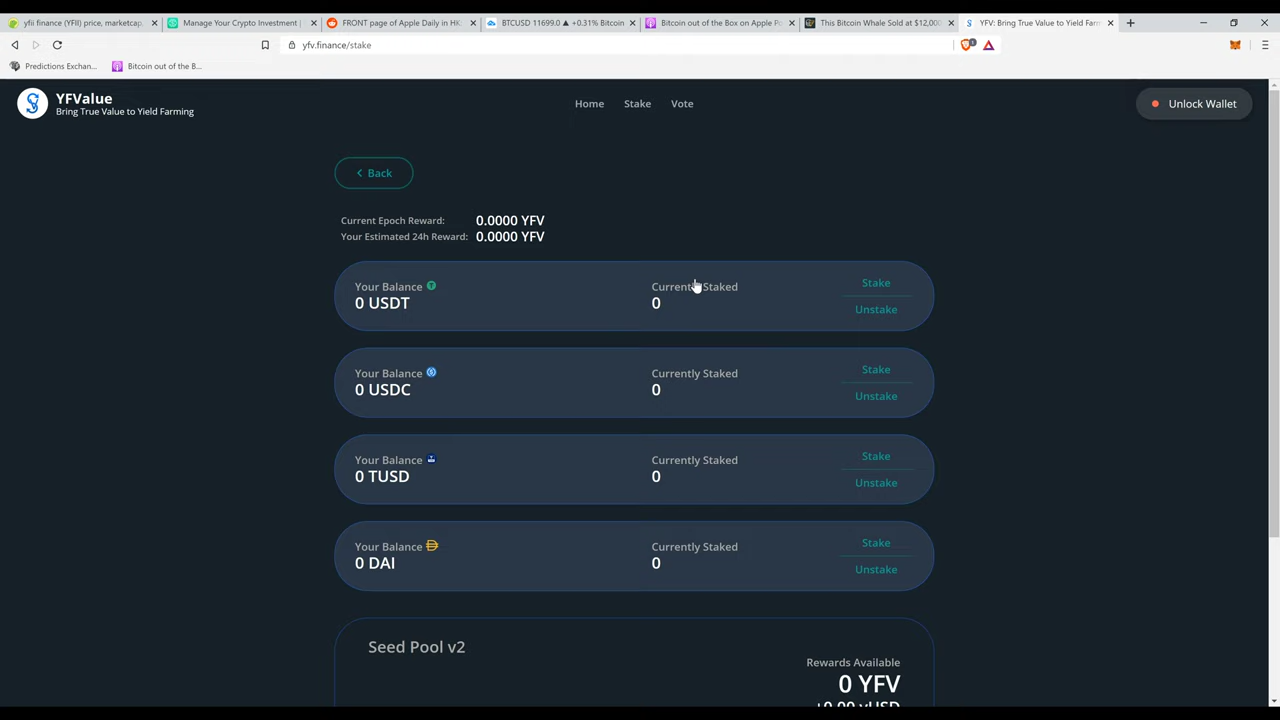 yfii finance (YFII) price, marketcap,
Manage Your Crypto Investment
FRONT page of Apple Daily in HK
BTCUSD 11699.0 ▲ +0.31% Bitcoin
Bitcoin out of the Box on Apple Po
This Bitcoin Whale Sold at $12,000
YFV: Bring True Value to Yield Farm
yfv.finance/stake
1
Predictions Exchan...
Bitcoin out of the B...
YFValue
Bring True Value to Yield Farming
Home
Stake
Vote
Unlock Wallet
Back
Current Epoch Reward: 0.0000 YFV
Your Estimated 24h Reward: 0.0000 YFV
Your Balance
0 USDT
Currently Staked
0
Stake
Unstake
Your Balance
0 USDC
Currently Staked
0
Stake
Unstake
Your Balance
0 TUSD
Currently Staked
0
Stake
Unstake
Your Balance
0 DAI
Currently Staked
0
Stake
Unstake
Seed Pool v2
Rewards Available
0 YFV
+0.00 vUSD